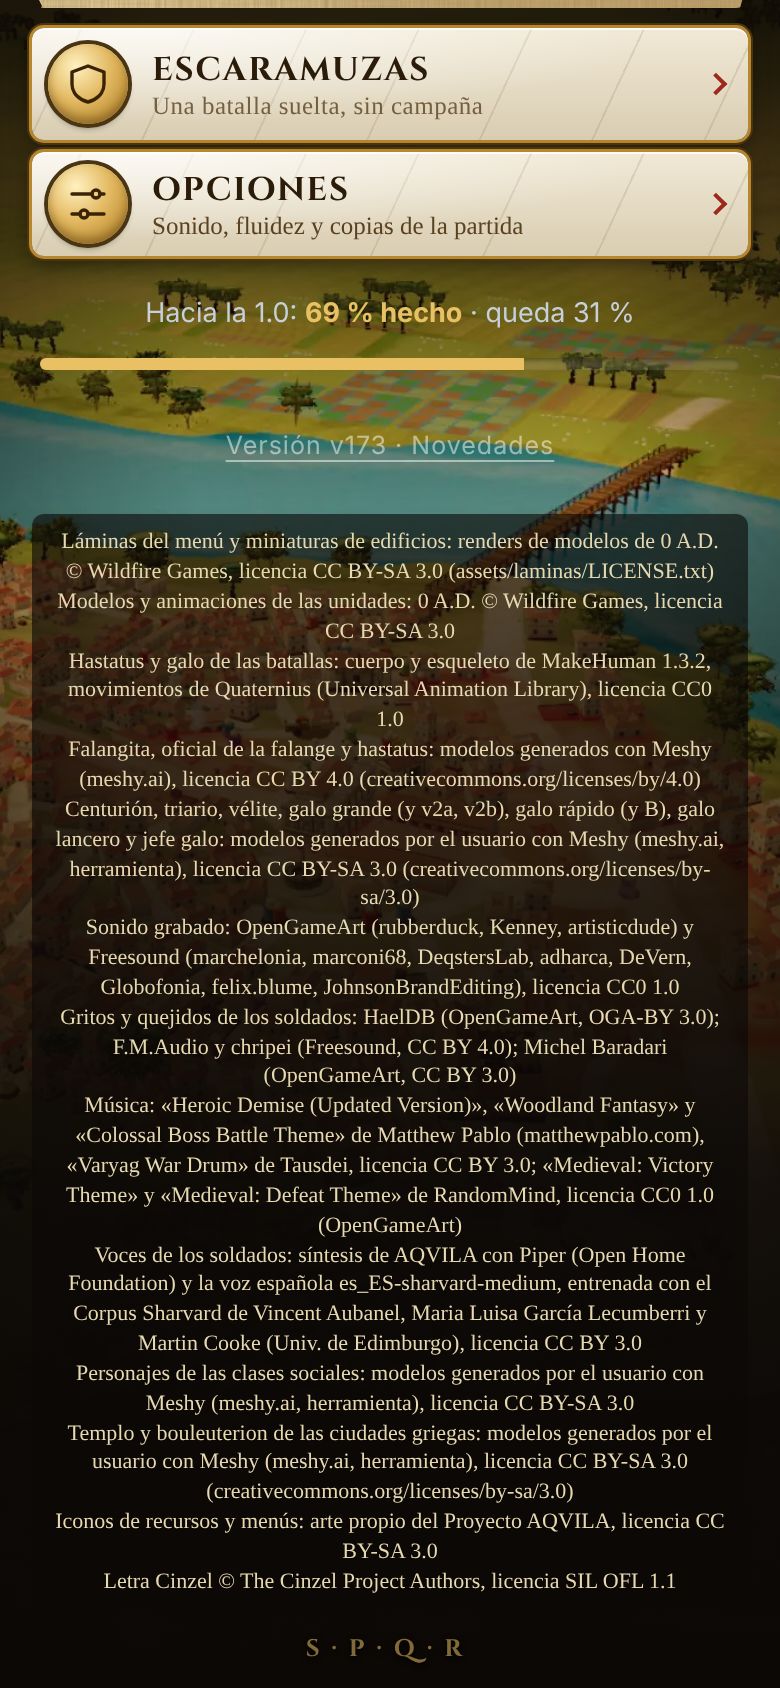 ESCARAMUZAS
Una batalla suelta, sin campaña
OPCIONES
Sonido, fluidez y copias de la partida
Hacia la 1.0: 69 % hecho · queda 31 %
Versión v173 · Novedades
Láminas del menú y miniaturas de edificios: renders de modelos de 0 A.D.
© Wildfire Games, licencia CC BY-SA 3.0 (assets/laminas/LICENSE.txt)
Modelos y animaciones de las unidades: 0 A.D. © Wildfire Games, licencia
CC BY-SA 3.0
Hastatus y galo de las batallas: cuerpo y esqueleto de MakeHuman 1.3.2,
movimientos de Quaternius (Universal Animation Library), licencia CC0
1.0
Falangita, oficial de la falange y hastatus: modelos generados con Meshy
(meshy.ai), licencia CC BY 4.0 (creativecommons.org/licenses/by/4.0)
Centurión, triario, vélite, galo grande (y v2a, v2b), galo rápido (y B), galo
lancero y jefe galo: modelos generados por el usuario con Meshy (meshy.ai,
herramienta), licencia CC BY-SA 3.0 (creativecommons.org/licenses/by-
sa/3.0)
Sonido grabado: OpenGameArt (rubberduck, Kenney, artisticdude) y
Freesound (marchelonia, marconi68, DeqstersLab, adharca, DeVern,
Globofonia, felix.blume, JohnsonBrandEditing), licencia CC0 1.0
Gritos y quejidos de los soldados: HaelDB (OpenGameArt, OGA-BY 3.0);
F.M.Audio y chripei (Freesound, CC BY 4.0); Michel Baradari
(OpenGameArt, CC BY 3.0)
Música: «Heroic Demise (Updated Version)», «Woodland Fantasy» y
«Colossal Boss Battle Theme» de Matthew Pablo (matthewpablo.com),
«Varyag War Drum» de Tausdei, licencia CC BY 3.0; «Medieval: Victory
Theme» y «Medieval: Defeat Theme» de RandomMind, licencia CC0 1.0
(OpenGameArt)
Voces de los soldados: síntesis de AQVILA con Piper (Open Home
Foundation) y la voz española es_ES-sharvard-medium, entrenada con el
Corpus Sharvard de Vincent Aubanel, Maria Luisa García Lecumberri y
Martin Cooke (Univ. de Edimburgo), licencia CC BY 3.0
Personajes de las clases sociales: modelos generados por el usuario con
Meshy (meshy.ai, herramienta), licencia CC BY-SA 3.0
Templo y bouleuterion de las ciudades griegas: modelos generados por el
usuario con Meshy (meshy.ai, herramienta), licencia CC BY-SA 3.0
(creativecommons.org/licenses/by-sa/3.0)
Iconos de recursos y menús: arte propio del Proyecto AQVILA, licencia CC
BY-SA 3.0
Letra Cinzel © The Cinzel Project Authors, licencia SIL OFL 1.1
S · P · Q · R